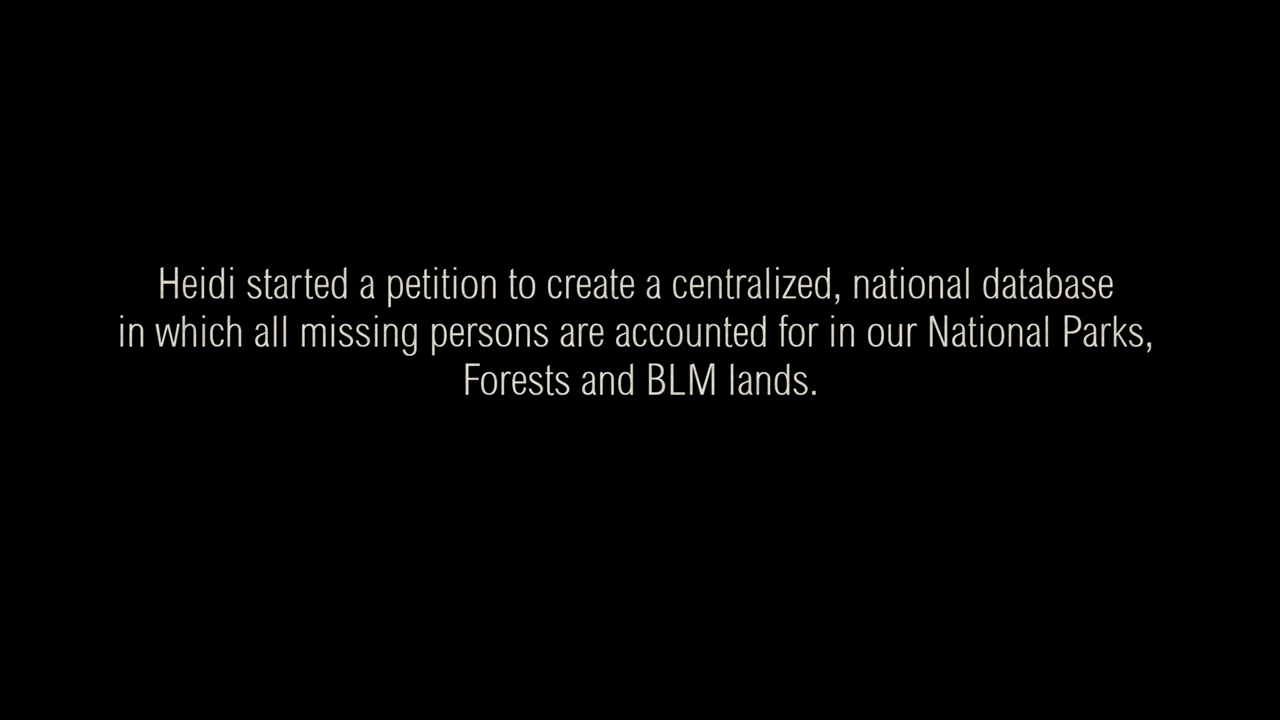 Heidi started a petition to create a centralized, national database
in which all missing persons are accounted for in our National Parks,
Forests and BLM lands.